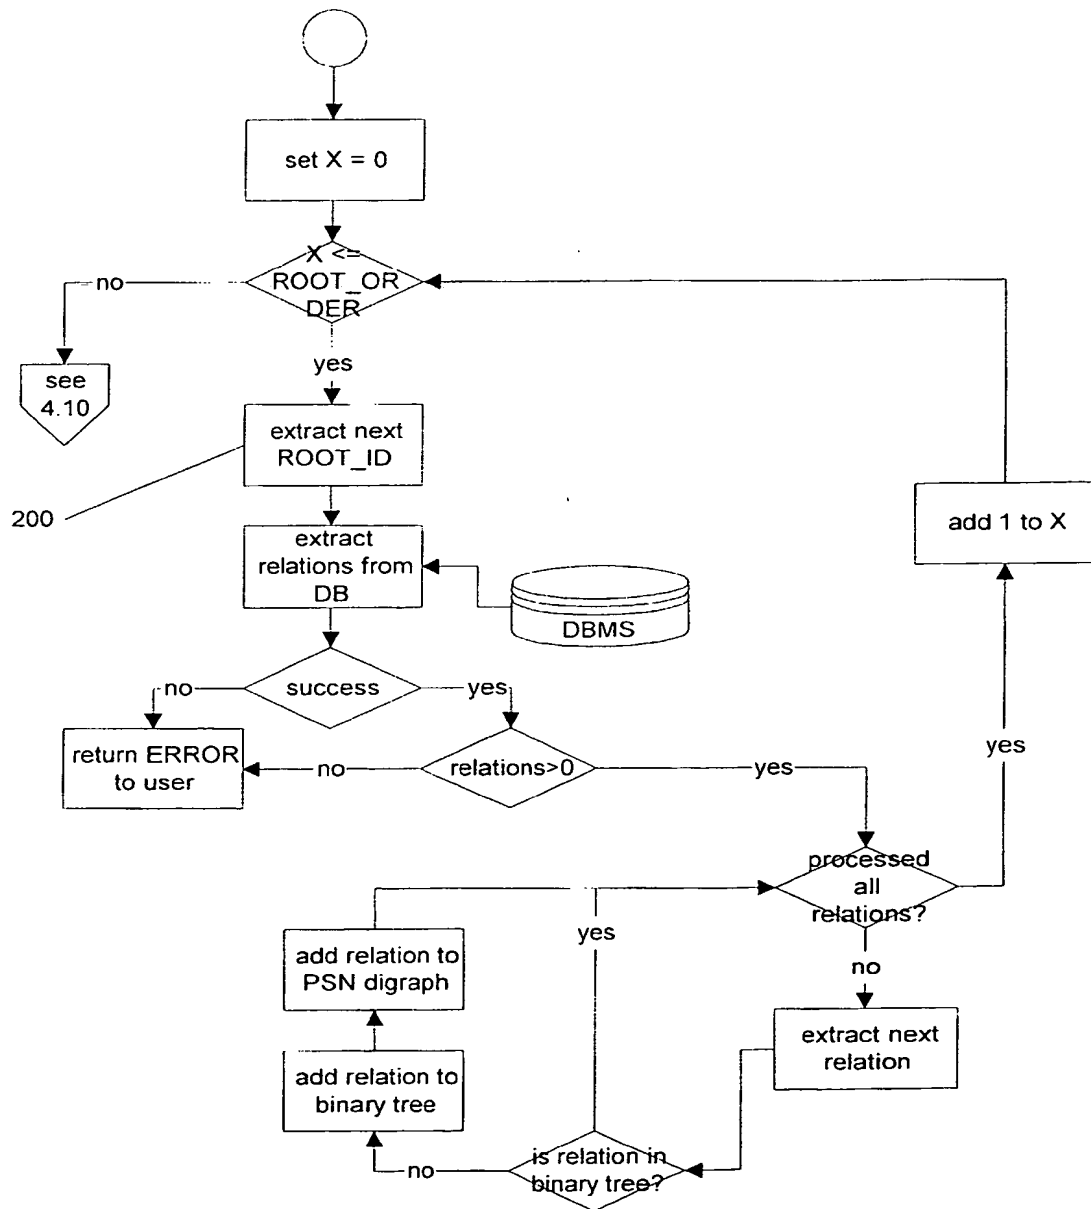 set X = 0
X <=
ROOT_OR
DER
no
yes
see
4.10
extract next
ROOT_ID
200
extract
relations from
DB
DBMS
add 1 to X
success
no
yes
return ERROR
to user
no
relations>0
yes
yes
processed
all
relations?
yes
no
add relation to
PSN digraph
extract next
relation
add relation to
binary tree
no
is relation in
binary tree?